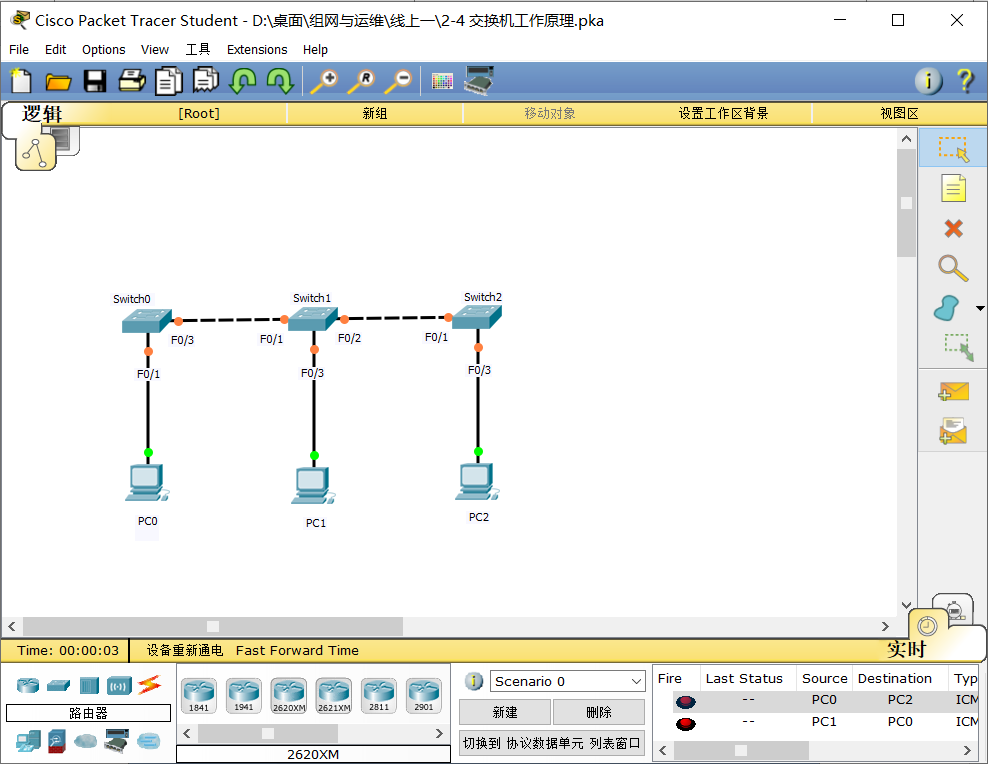 Cisco Packet Tracer Student - D:\桌面\组网与运维\线上一\2-4 交换机工作原理.pka
File Edit Options View 工具 Extensions Help
逻辑 [Root] 新组 移动对象 设置工作区背景 视图区
Switch0 Switch1 Switch2
F0/3 F0/1 F0/2 F0/1
F0/1 F0/3 F0/3
PC0 PC1 PC2
Time: 00:00:03 设备重新通电 Fast Forward Time 实时
路由器
1841 1941 2620XM 2621XM 2811 2901
2620XM
Scenario 0
新建 删除
切换到 协议数据单元 列表窗口
Fire Last Status Source Destination Typ
-- PC0 PC2 ICM
-- PC1 PC0 ICM